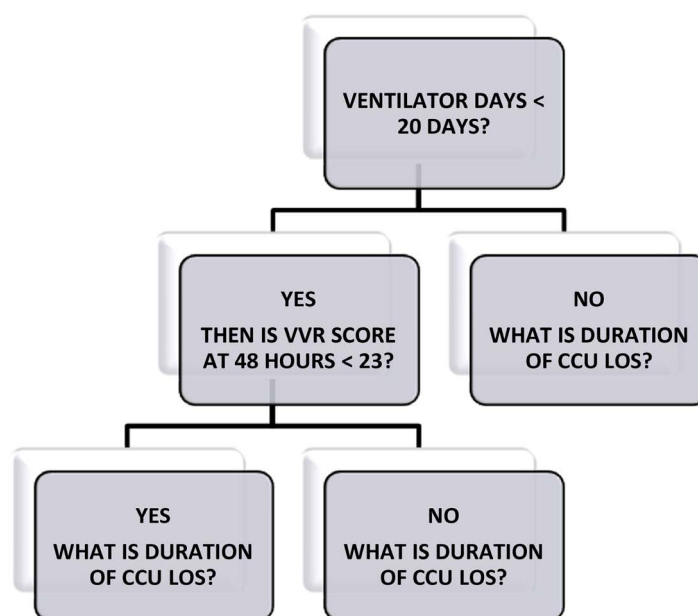 VENTILATOR DAYS <
20 DAYS?
YES
THEN IS VVR SCORE
AT 48 HOURS < 23?
NO
WHAT IS DURATION
OF CCU LOS?
YES
WHAT IS DURATION
OF CCU LOS?
NO
WHAT IS DURATION
OF CCU LOS?